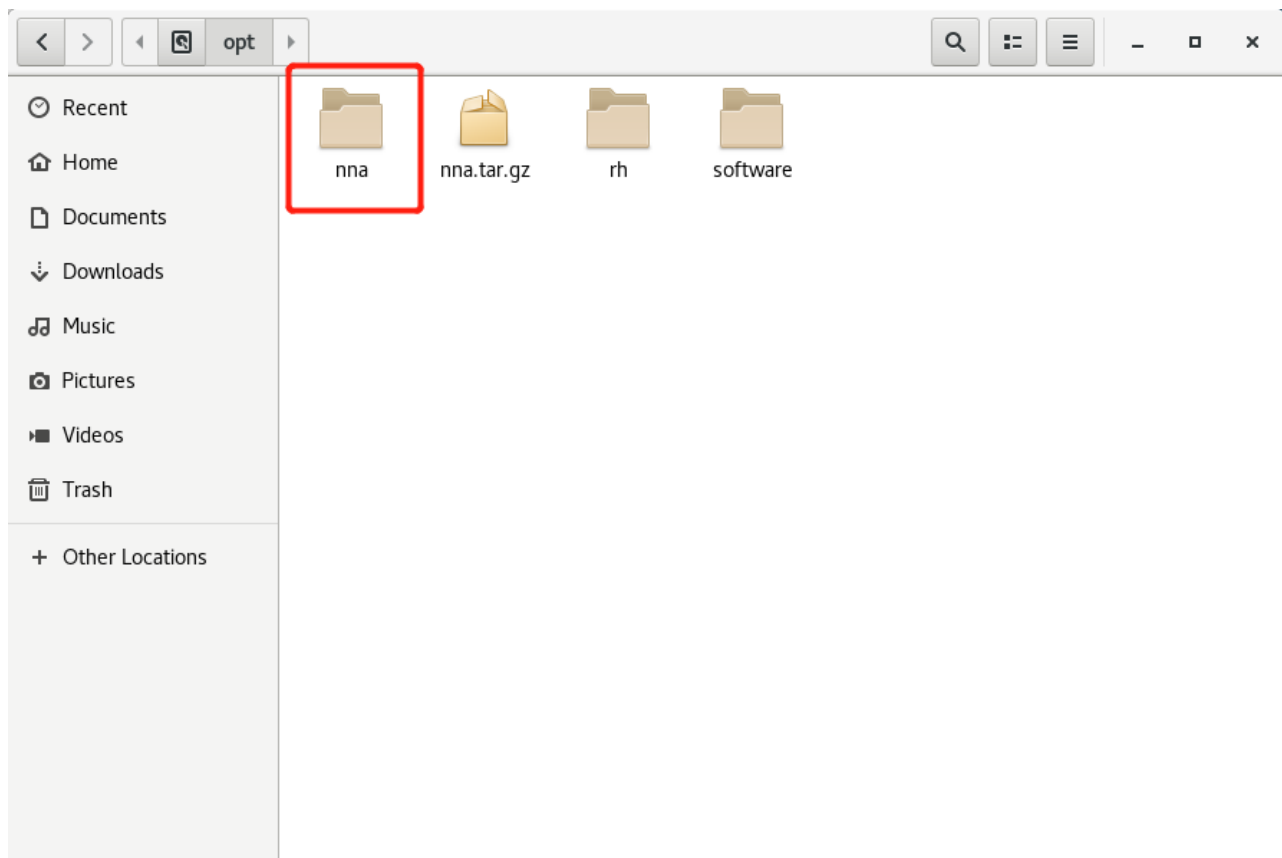 opt
Recent
Home
Documents
Downloads
Music
Pictures
Videos
Trash
+ Other Locations
nna
nna.tar.gz
rh
software